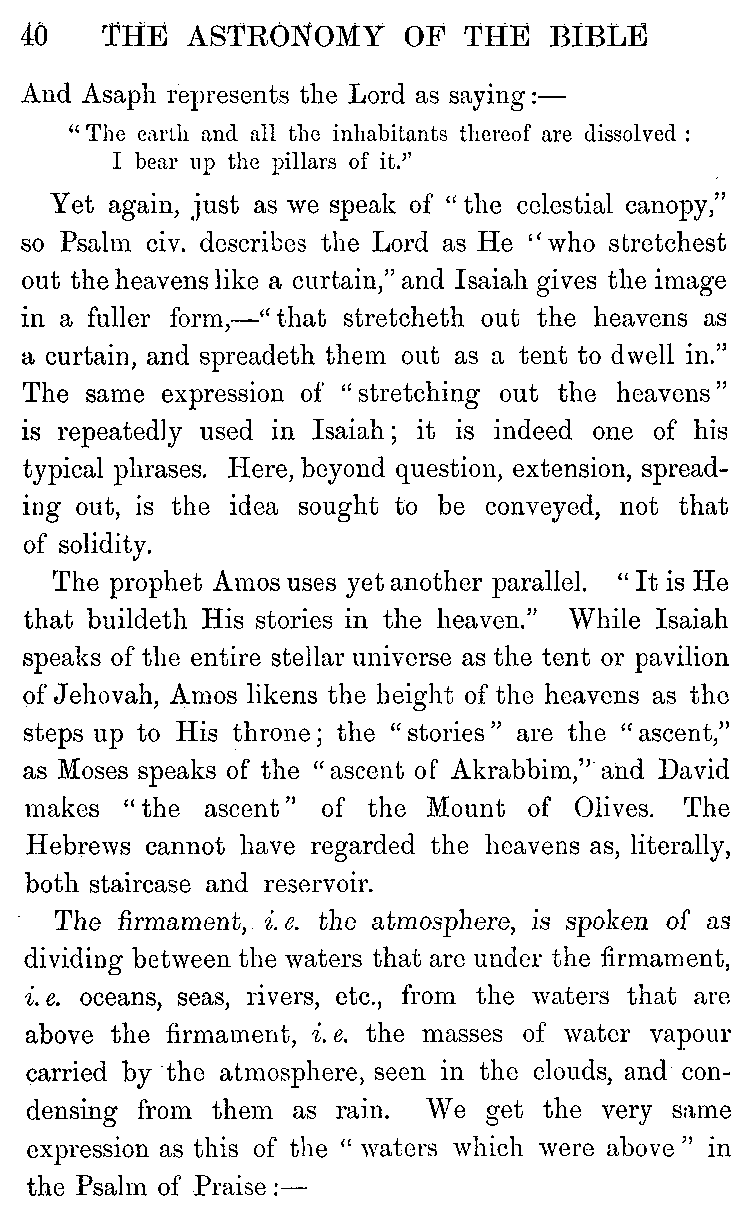 40 THE ASTRONOMY OF THE BIBLE
And Asaph represents the Lord as saying:—
“The earth and all the inhabitants thereof are dissolved :
I bear up the pillars of it.”
Yet again, just as we speak of “the celestial canopy,”
so Psalm civ. describes the Lord as He “who stretchest
out the heavens like a curtain,” and Isaiah gives the image
in a fuller form,—“that stretcheth out the heavens as
a curtain, and spreadeth them out as a tent to dwell in.”
The same expression of “stretching out the heavens”
is repeatedly used in Isaiah; it is indeed one of his
typical phrases. Here, beyond question, extension, spread-
ing out, is the idea sought to be conveyed, not that
of solidity.
The prophet Amos uses yet another parallel. “It is He
that buildeth His stories in the heaven.” While Isaiah
speaks of the entire stellar universe as the tent or pavilion
of Jehovah, Amos likens the height of the heavens as the
steps up to His throne; the “stories” are the “ascent,”
as Moses speaks of the “ascent of Akrabbim,” and David
makes “the ascent” of the Mount of Olives. The
Hebrews cannot have regarded the heavens as, literally,
both staircase and reservoir.
The firmament, i.e. the atmosphere, is spoken of as
dividing between the waters that are under the firmament,
i.e. oceans, seas, rivers, etc., from the waters that are
above the firmament, i.e. the masses of water vapour
carried by the atmosphere, seen in the clouds, and con-
densing from them as rain. We get the very same
expression as this of the “waters which were above” in
the Psalm of Praise:—